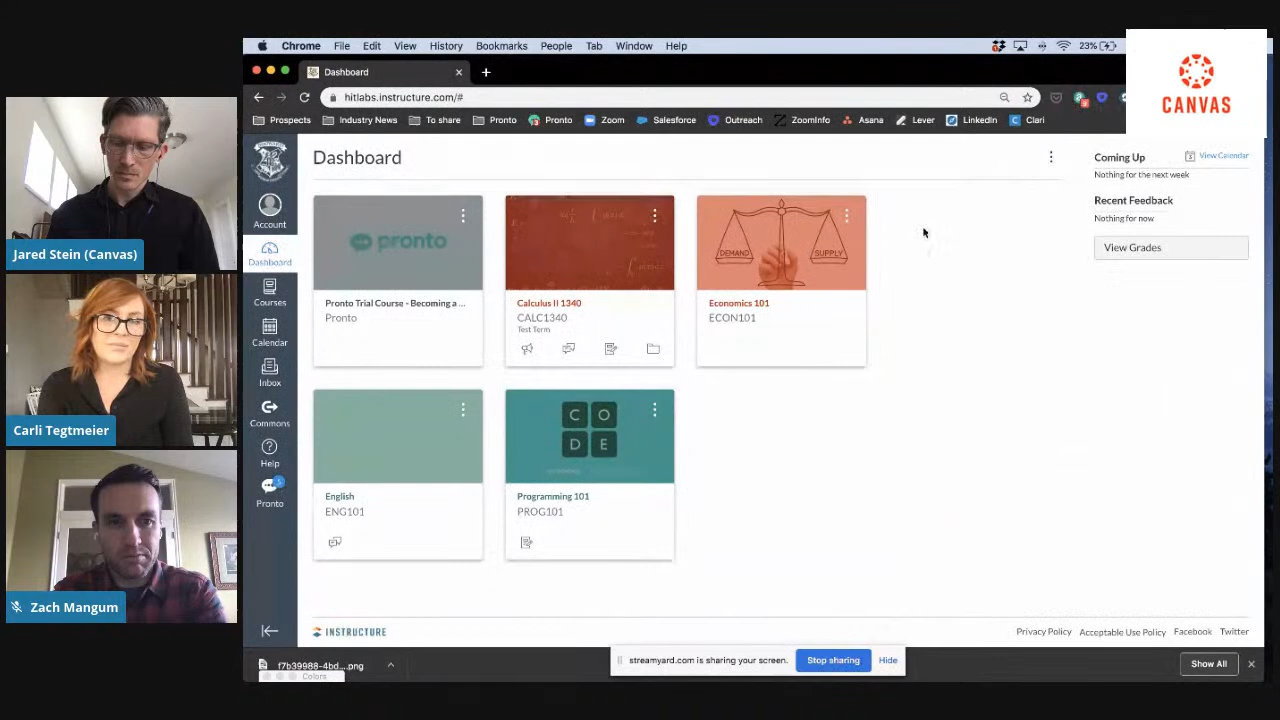 Chrome File Edit View History Bookmarks People Tab Window Help
23%
Dashboard
hitlabs.instructure.com/#
CANVAS
Prospects Industry News To share Pronto Pronto Zoom Salesforce Outreach ZoomInfo Asana Lever LinkedIn Clari
Jared Stein (Canvas)
Carli Tegtmeier
Zach Mangum
Account
Dashboard
Courses
Calendar
Inbox
Commons
Help
5
Pronto
Dashboard
pronto
Pronto Trial Course - Becoming a ...
Pronto
Calculus II 1340
CALC1340
Test Term
DEMAND SUPPLY
Economics 101
ECON101
English
ENG101
C O
D E
Programming 101
PROG101
Coming Up
View Calendar
Nothing for the next week
Recent Feedback
Nothing for now
View Grades
INSTRUCTURE
Privacy Policy Acceptable Use Policy Facebook Twitter
f7b39988-4bd....png
Colors
streamyard.com is sharing your screen.
Stop sharing
Hide
Show All